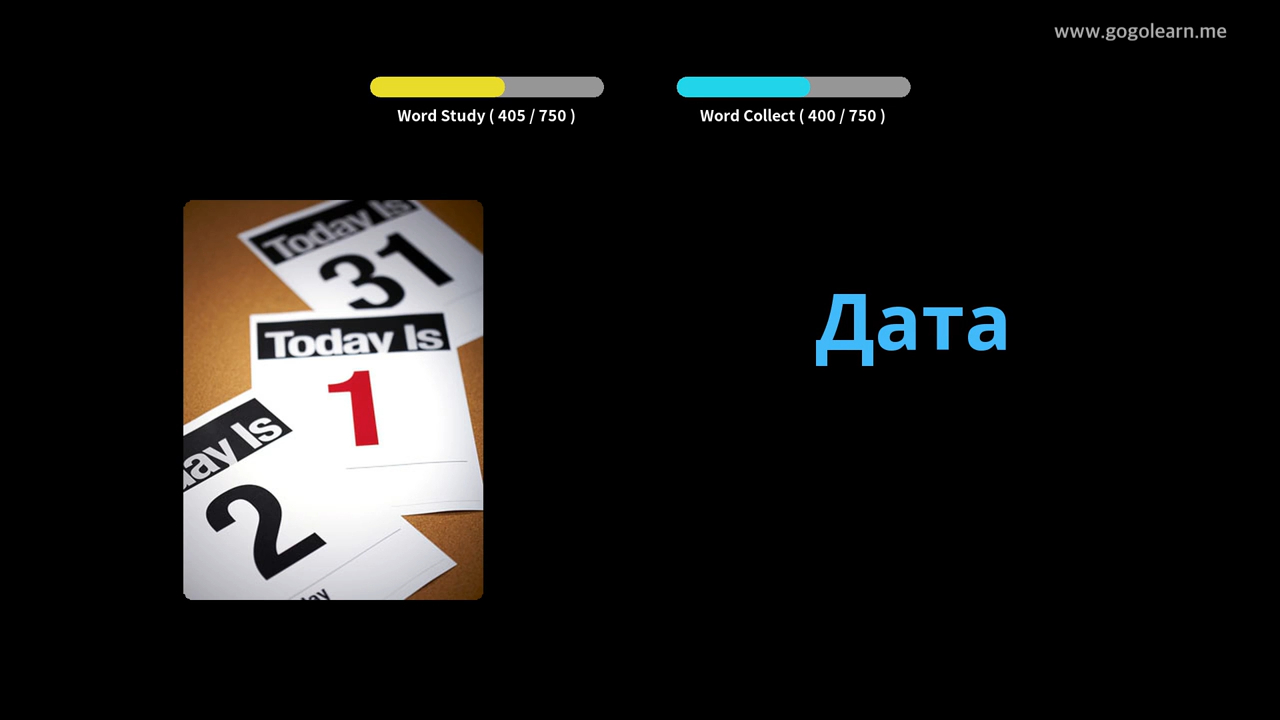 www.gogolearn.me
Word Study ( 405 / 750 )
Word Collect ( 400 / 750 )
Today Is
31
Today Is
1
ay Is
2
Дата